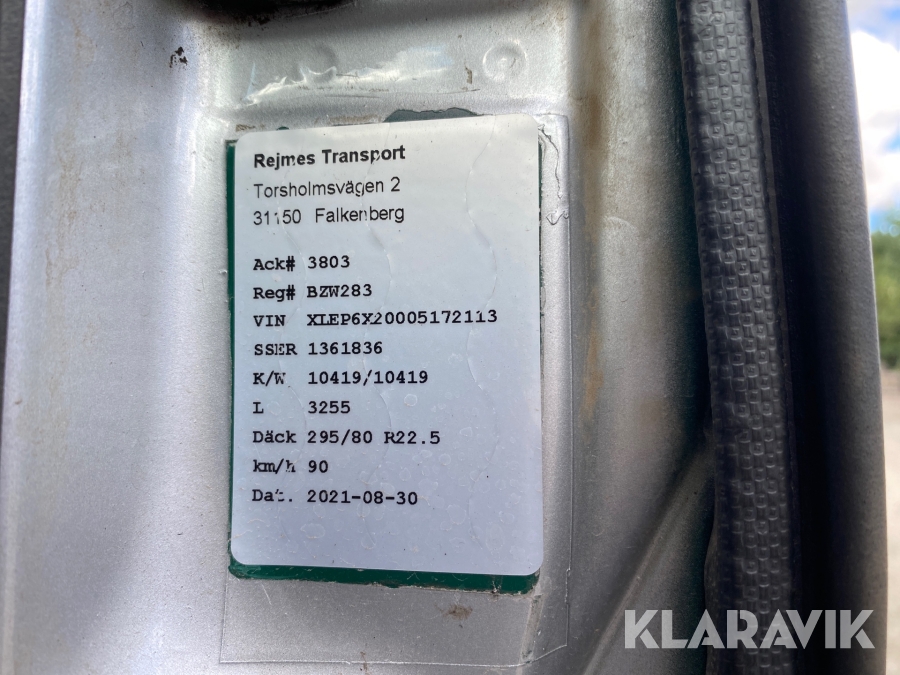 Rejmes Transport
Torsholmsvägen 2
31150 Falkenberg
Ack# 3803
Reg# BZW283
VIN XLEP6X20005172113
SSER 1361836
K/W 10419/10419
L 3255
Däck 295/80 R22.5
km/h 90
Dat. 2021-08-30
KLARAVIK